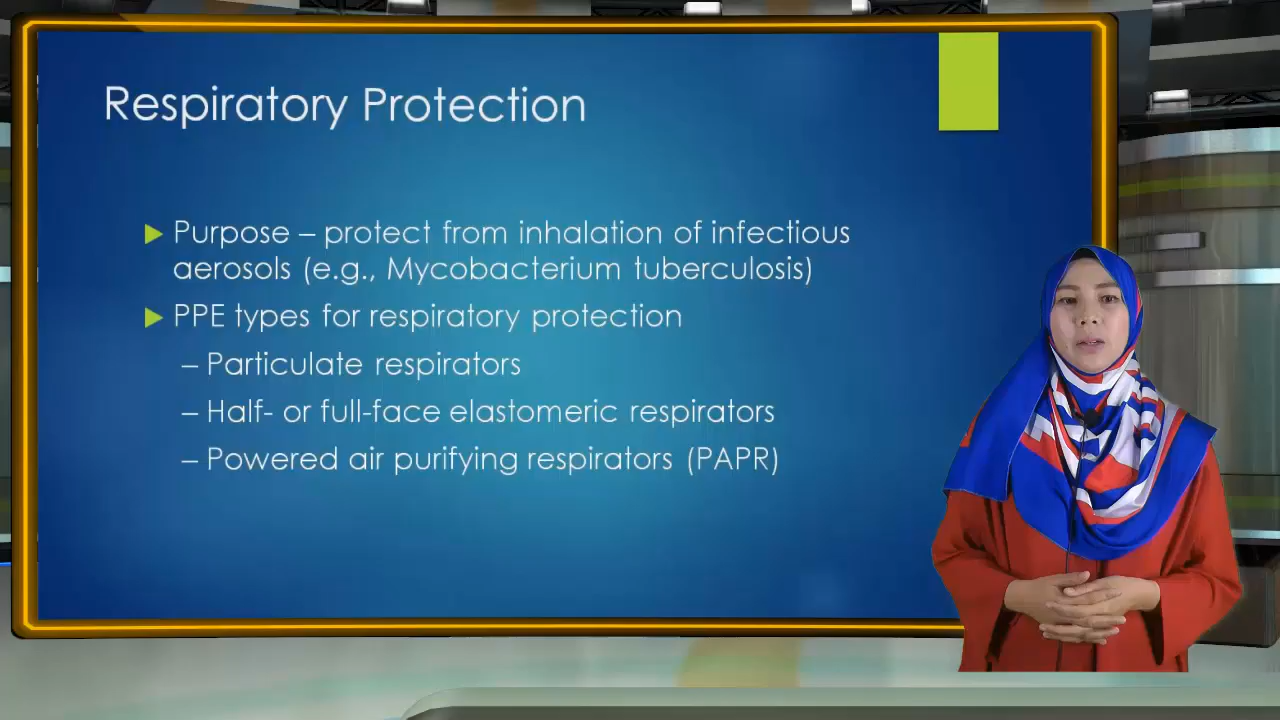 Respiratory Protection
Purpose – protect from inhalation of infectious
aerosols (e.g., Mycobacterium tuberculosis)
PPE types for respiratory protection
– Particulate respirators
– Half- or full-face elastomeric respirators
– Powered air purifying respirators (PAPR)